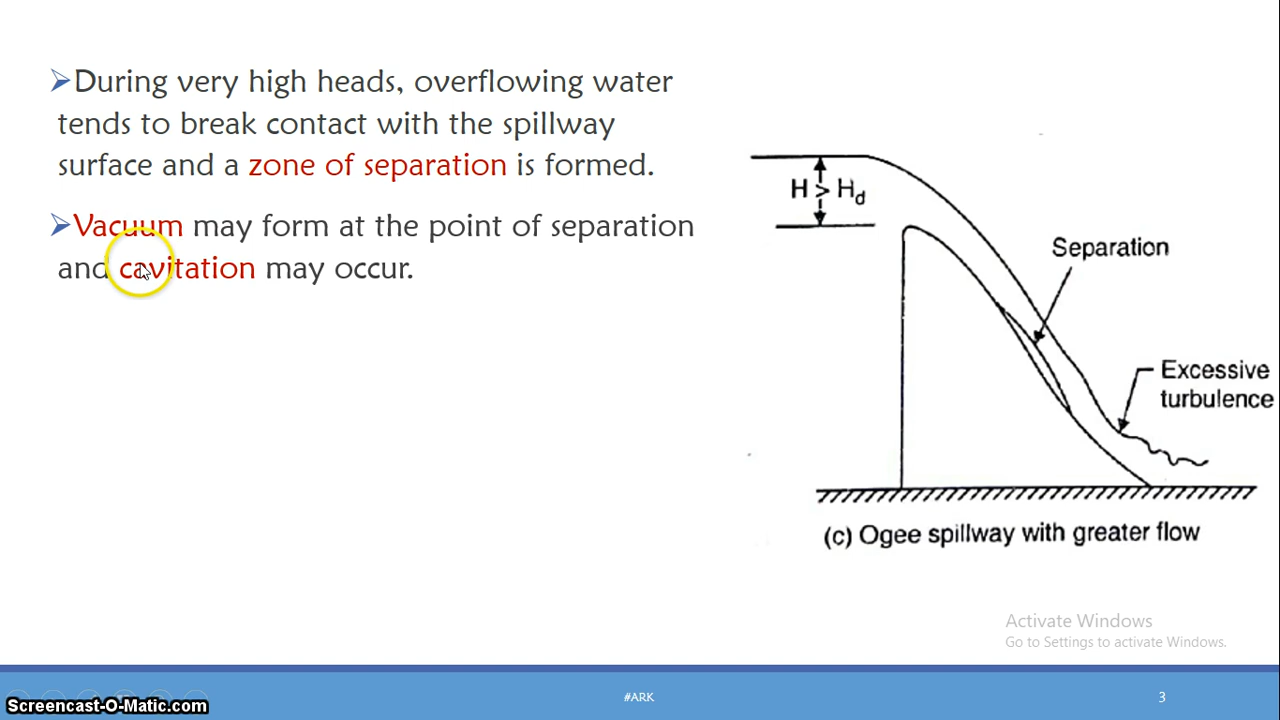 ➢During very high heads, overflowing water
tends to break contact with the spillway
surface and a zone of separation is formed.
➢Vacuum may form at the point of separation
and cavitation may occur.
H > Hd
Separation
Excessive
turbulence
(c) Ogee spillway with greater flow
Activate Windows
Go to Settings to activate Windows.
#ARK
3
Screencast-O-Matic.com